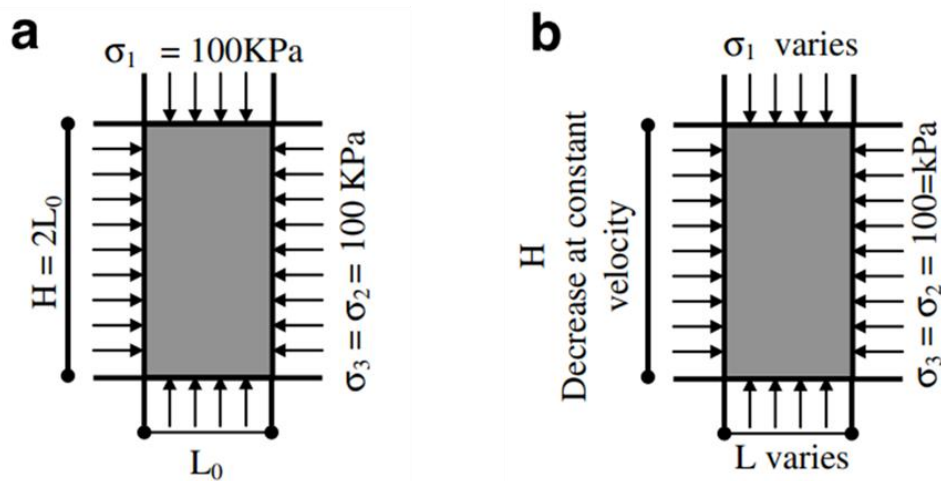 a
σ₁ = 100KPa
H = 2L₀
σ₃ = σ₂ = 100 KPa
L₀
b
σ₁ varies
H
Decrease at constant
velocity
σ₃ = σ₂ = 100=kPa
L varies